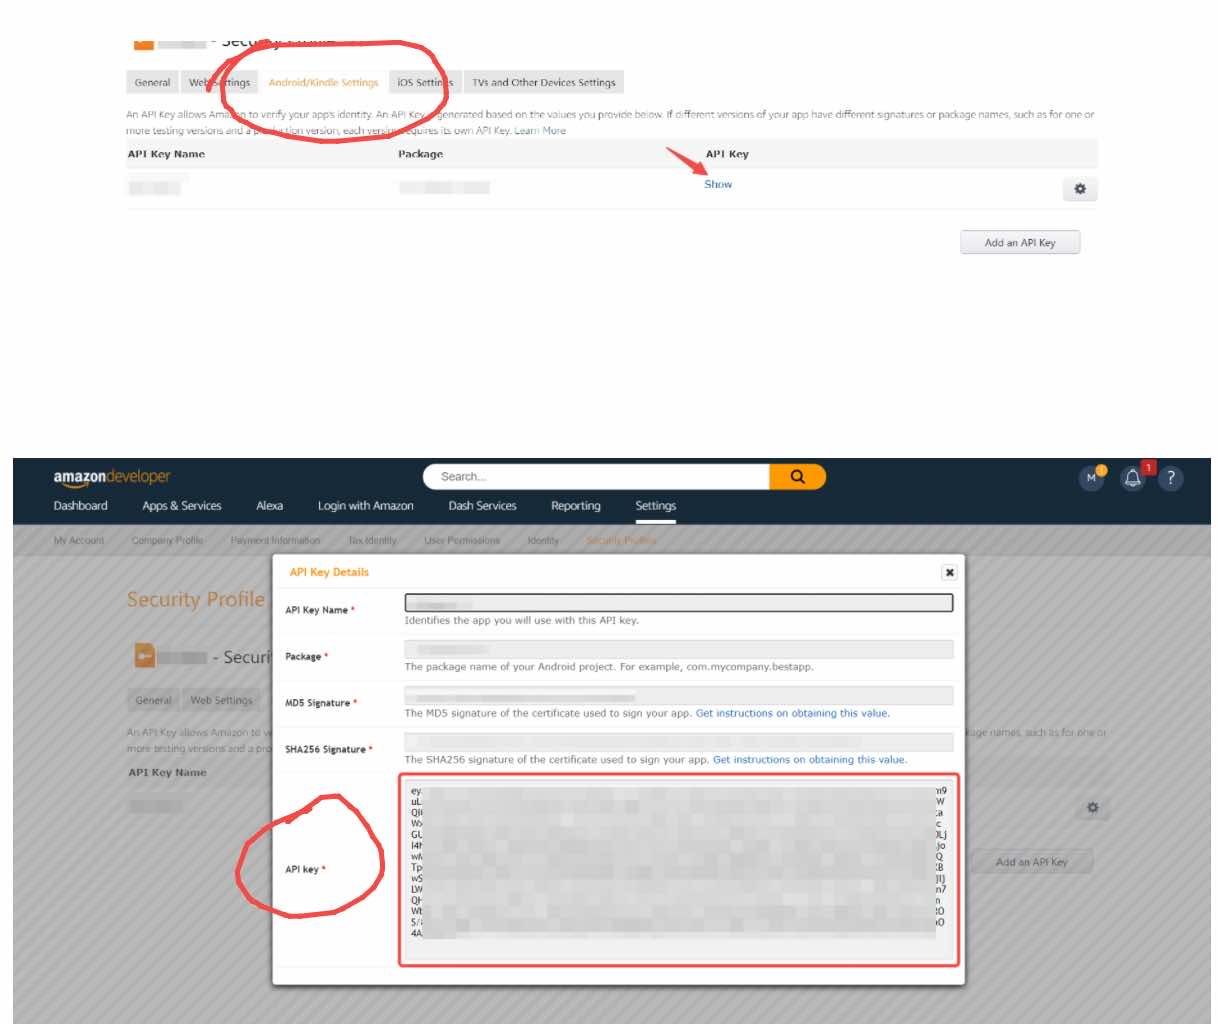 - Security Profile
General Web Settings Android/Kindle Settings iOS Settings TVs and Other Devices Settings
An API Key allows Amazon to verify your app's identity. An API Key is generated based on the values you provide below. If different versions of your app have different signatures or package names, such as for one or
more testing versions and a production version, each version requires its own API Key. Learn More
API Key Name Package API Key
Show
Add an API Key
amazondeveloper Search... M 1 ?
Dashboard Apps & Services Alexa Login with Amazon Dash Services Reporting Settings
My Account Company Profile Payment Information Tax Identity User Permissions Identity Security Profiles
API Key Details
Security Profile
API Key Name *
Identifies the app you will use with this API key.
- Securi
Package *
The package name of your Android project. For example, com.mycompany.bestapp.
General Web Settings
MD5 Signature *
The MD5 signature of the certificate used to sign your app. Get instructions on obtaining this value.
An API Key allows Amazon to ve
kage names, such as for one or
more testing versions and a pro
SHA256 Signature *
The SHA256 signature of the certificate used to sign your app. Get instructions on obtaining this value.
API Key Name
API key *
Add an API Key